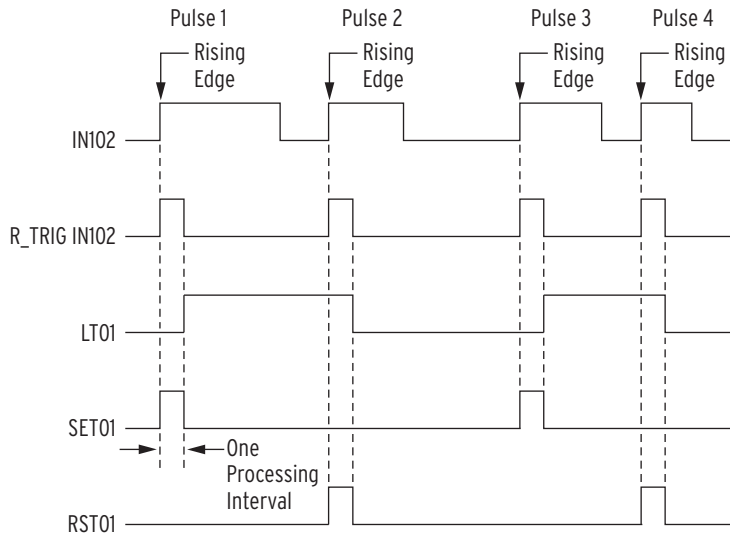 Pulse 1
Pulse 2
Pulse 3
Pulse 4
Rising
Edge
Rising
Edge
Rising
Edge
Rising
Edge
IN102
R_TRIG IN102
LT01
SET01
One
Processing
Interval
RST01